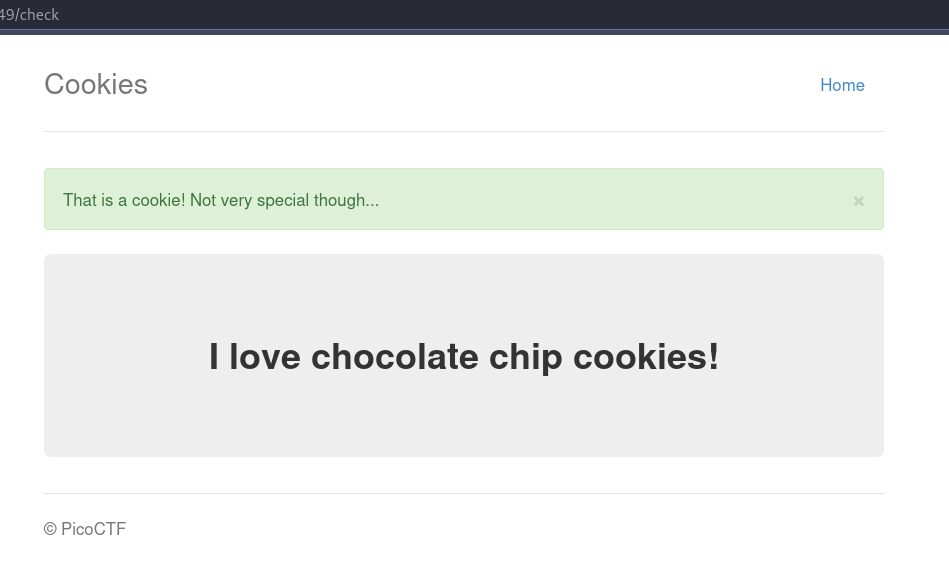 49/check
Cookies
Home
That is a cookie! Not very special though...
×
I love chocolate chip cookies!
© PicoCTF